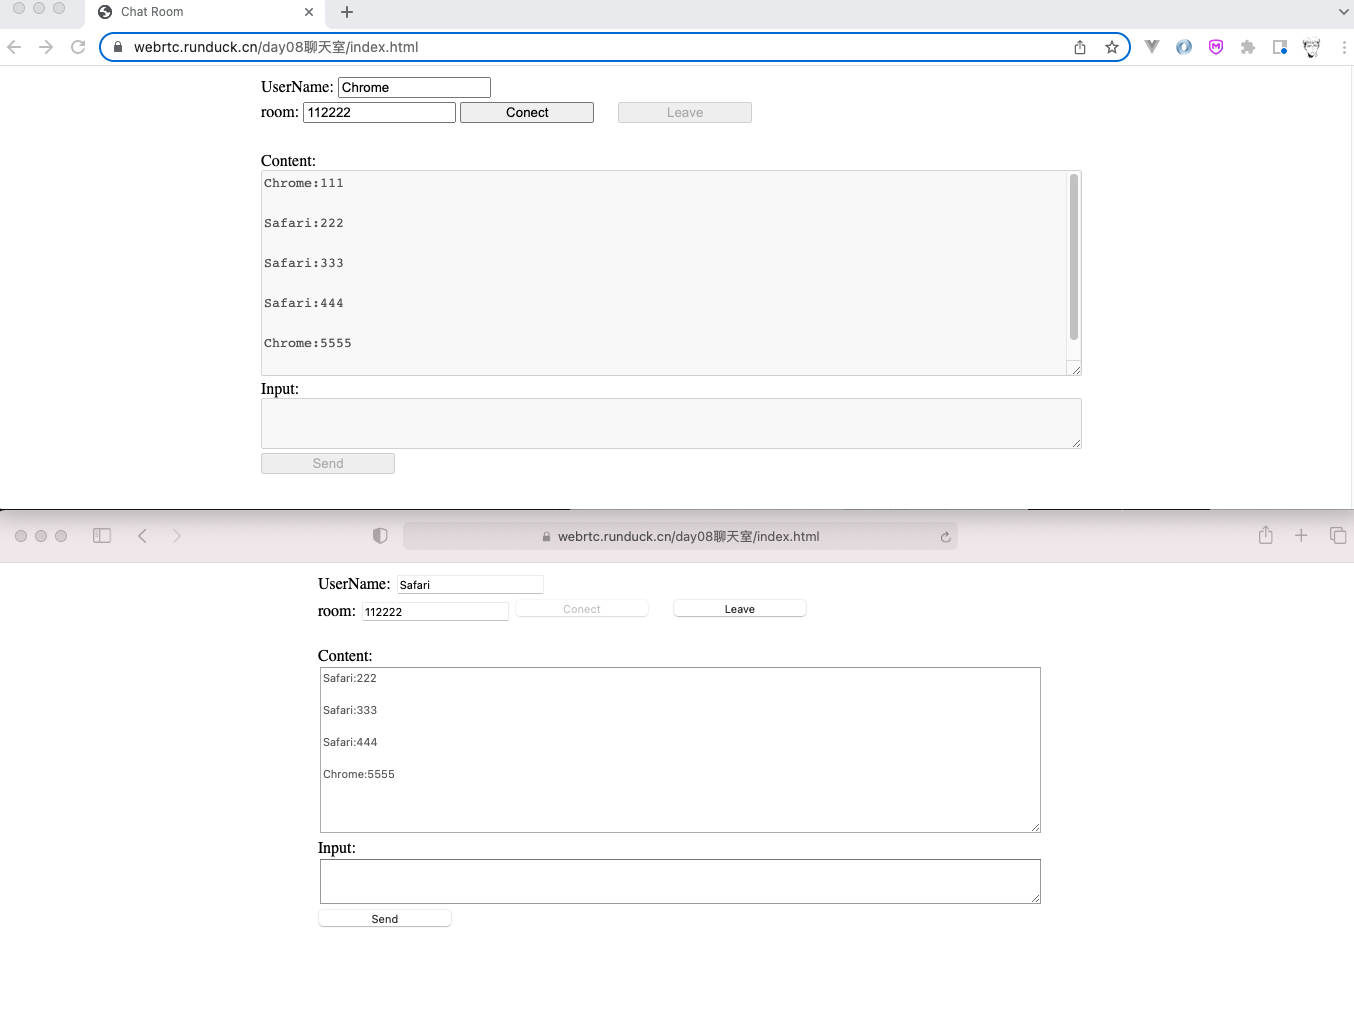 Chat Room
webrtc.runduck.cn/day08聊天室/index.html
UserName: Chrome
room: 112222 Conect Leave
Content:
Chrome:111
Safari:222
Safari:333
Safari:444
Chrome:5555
Input:
Send
webrtc.runduck.cn/day08聊天室/index.html
UserName: Safari
room: 112222 Conect Leave
Content:
Safari:222
Safari:333
Safari:444
Chrome:5555
Input:
Send